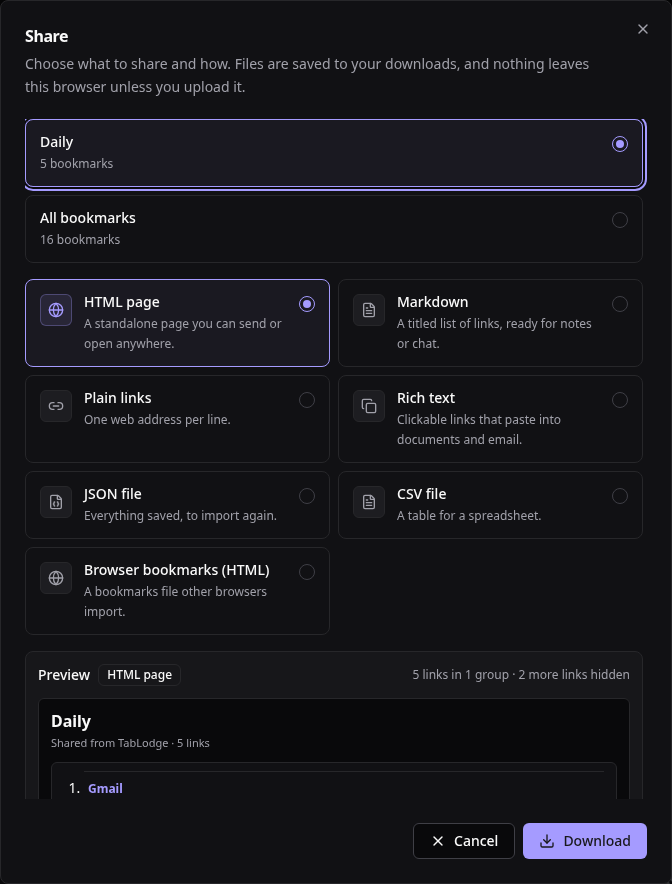 Share
Choose what to share and how. Files are saved to your downloads, and nothing leaves
this browser unless you upload it.
Daily
5 bookmarks
All bookmarks
16 bookmarks
HTML page
A standalone page you can send or
open anywhere.
Markdown
A titled list of links, ready for notes
or chat.
Plain links
One web address per line.
Rich text
Clickable links that paste into
documents and email.
JSON file
Everything saved, to import again.
CSV file
A table for a spreadsheet.
Browser bookmarks (HTML)
A bookmarks file other browsers
import.
Preview HTML page 5 links in 1 group · 2 more links hidden
Daily
Shared from TabLodge · 5 links
1. Gmail
Cancel Download